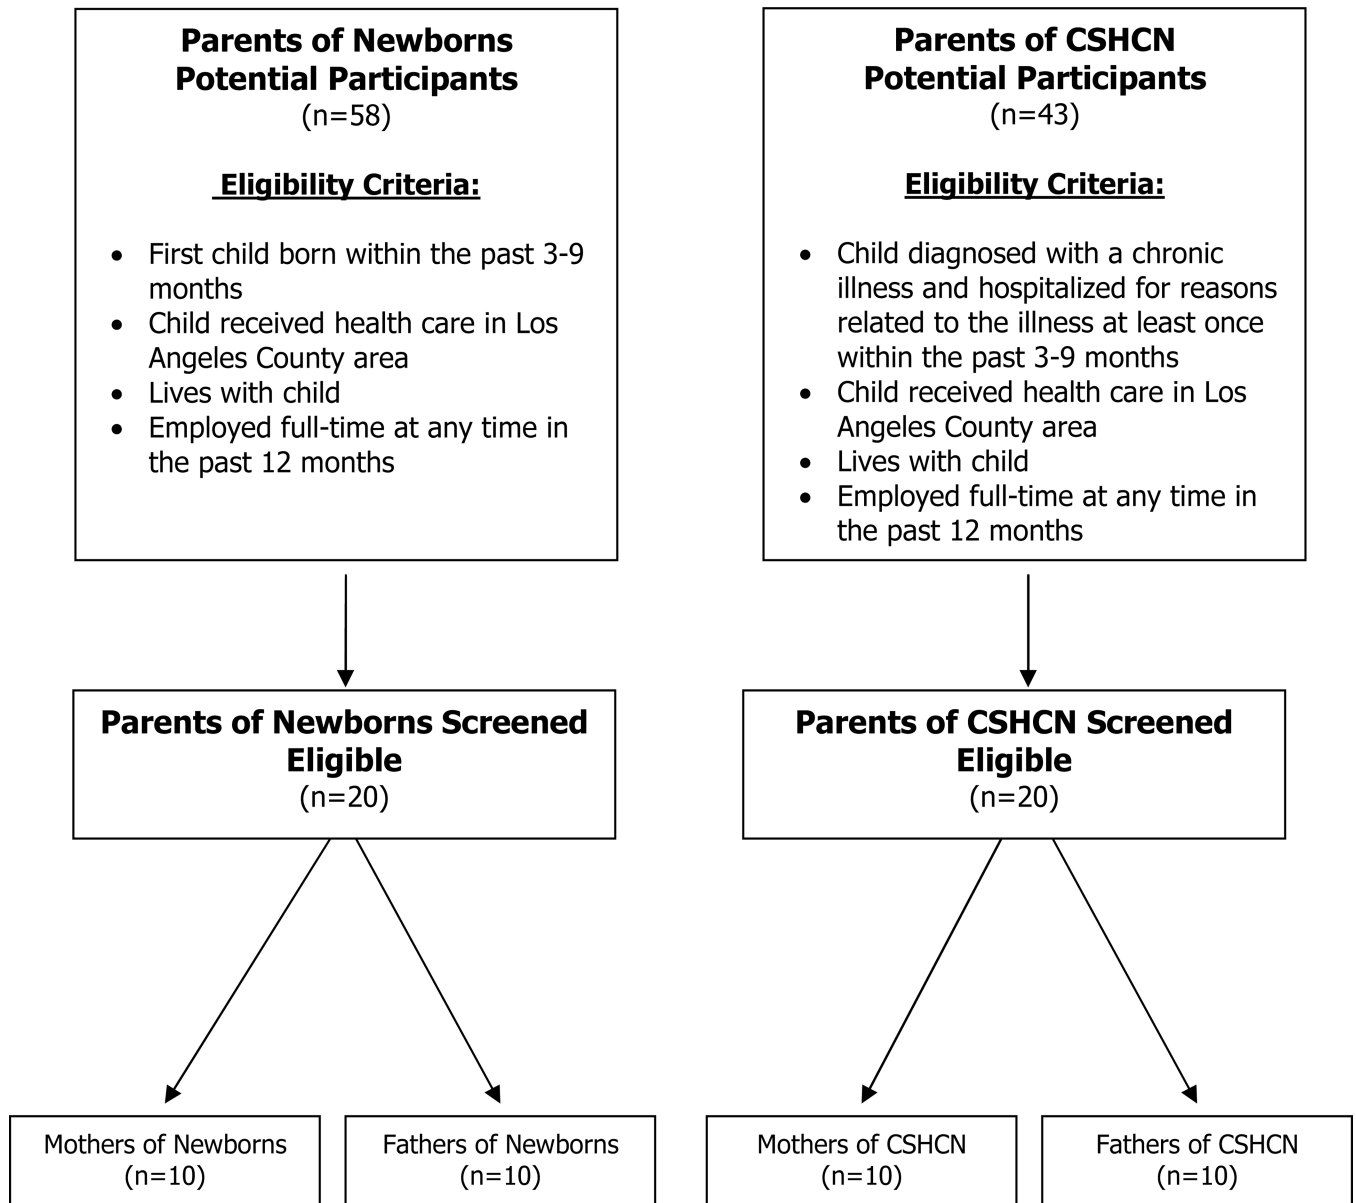 Parents of Newborns
Potential Participants
(n=58)
Eligibility Criteria:
• First child born within the past 3-9
months
• Child received health care in Los
Angeles County area
• Lives with child
• Employed full-time at any time in
the past 12 months
Parents of CSHCN
Potential Participants
(n=43)
Eligibility Criteria:
• Child diagnosed with a chronic
illness and hospitalized for reasons
related to the illness at least once
within the past 3-9 months
• Child received health care in Los
Angeles County area
• Lives with child
• Employed full-time at any time in
the past 12 months
Parents of Newborns Screened
Eligible
(n=20)
Parents of CSHCN Screened
Eligible
(n=20)
Mothers of Newborns
(n=10)
Fathers of Newborns
(n=10)
Mothers of CSHCN
(n=10)
Fathers of CSHCN
(n=10)